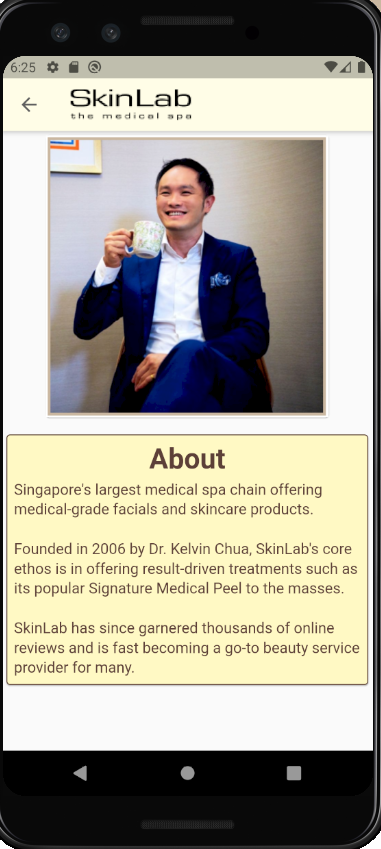 6:25
SkinLab
the medical spa
About
Singapore's largest medical spa chain offering
medical-grade facials and skincare products.
Founded in 2006 by Dr. Kelvin Chua, SkinLab's core
ethos is in offering result-driven treatments such as
its popular Signature Medical Peel to the masses.
SkinLab has since garnered thousands of online
reviews and is fast becoming a go-to beauty service
provider for many.